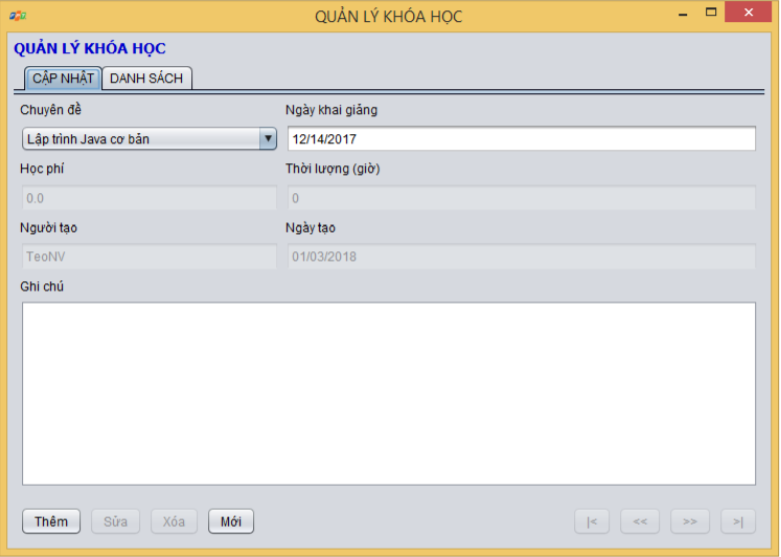 QUẢN LÝ KHÓA HỌC
QUẢN LÝ KHÓA HỌC
CẬP NHẬT DANH SÁCH
Chuyên đề Ngày khai giảng
Lập trình Java cơ bản 12/14/2017
Học phí Thời lượng (giờ)
0.0 0
Người tạo Ngày tạo
TeoNV 01/03/2018
Ghi chú
Thêm Sửa Xóa Mới |< << >> >|